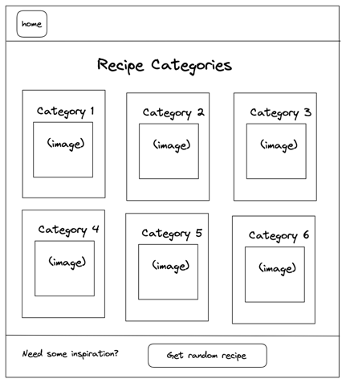 home
Recipe Categories
Category 1
(image)
Category 2
(image)
Category 3
(image)
Category 4
(image)
Category 5
(image)
Category 6
(image)
Need some inspiration?
Get random recipe